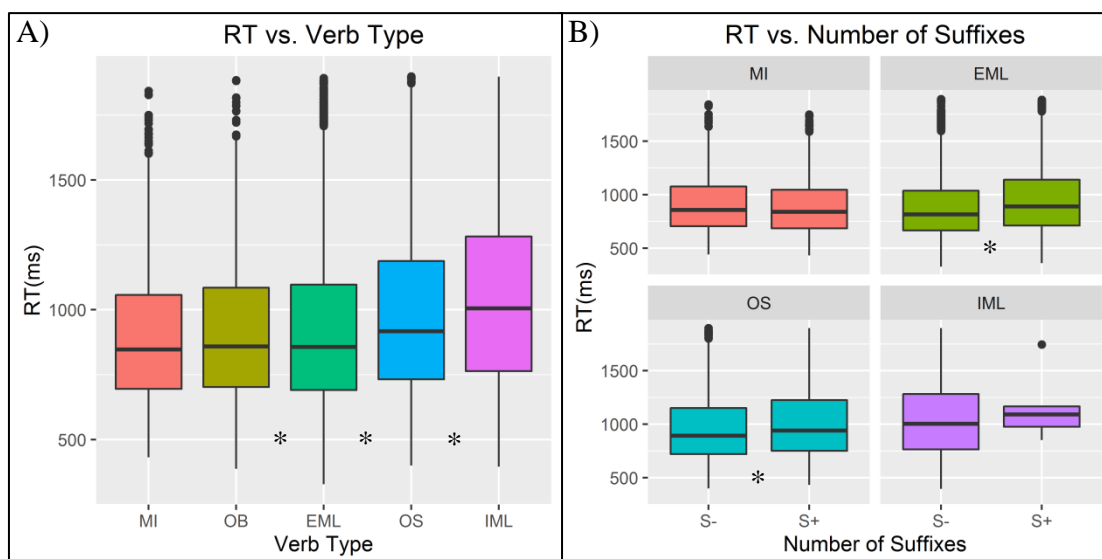 A)
RT vs. Verb Type
RT(ms)
1500
1000
500
* * *
MI OB EML OS IML
Verb Type
B)
RT vs. Number of Suffixes
RT(ms)
MI EML
1500
1000
500
*
OS IML
1500
1000
500
*
S- S+ S- S+
Number of Suffixes